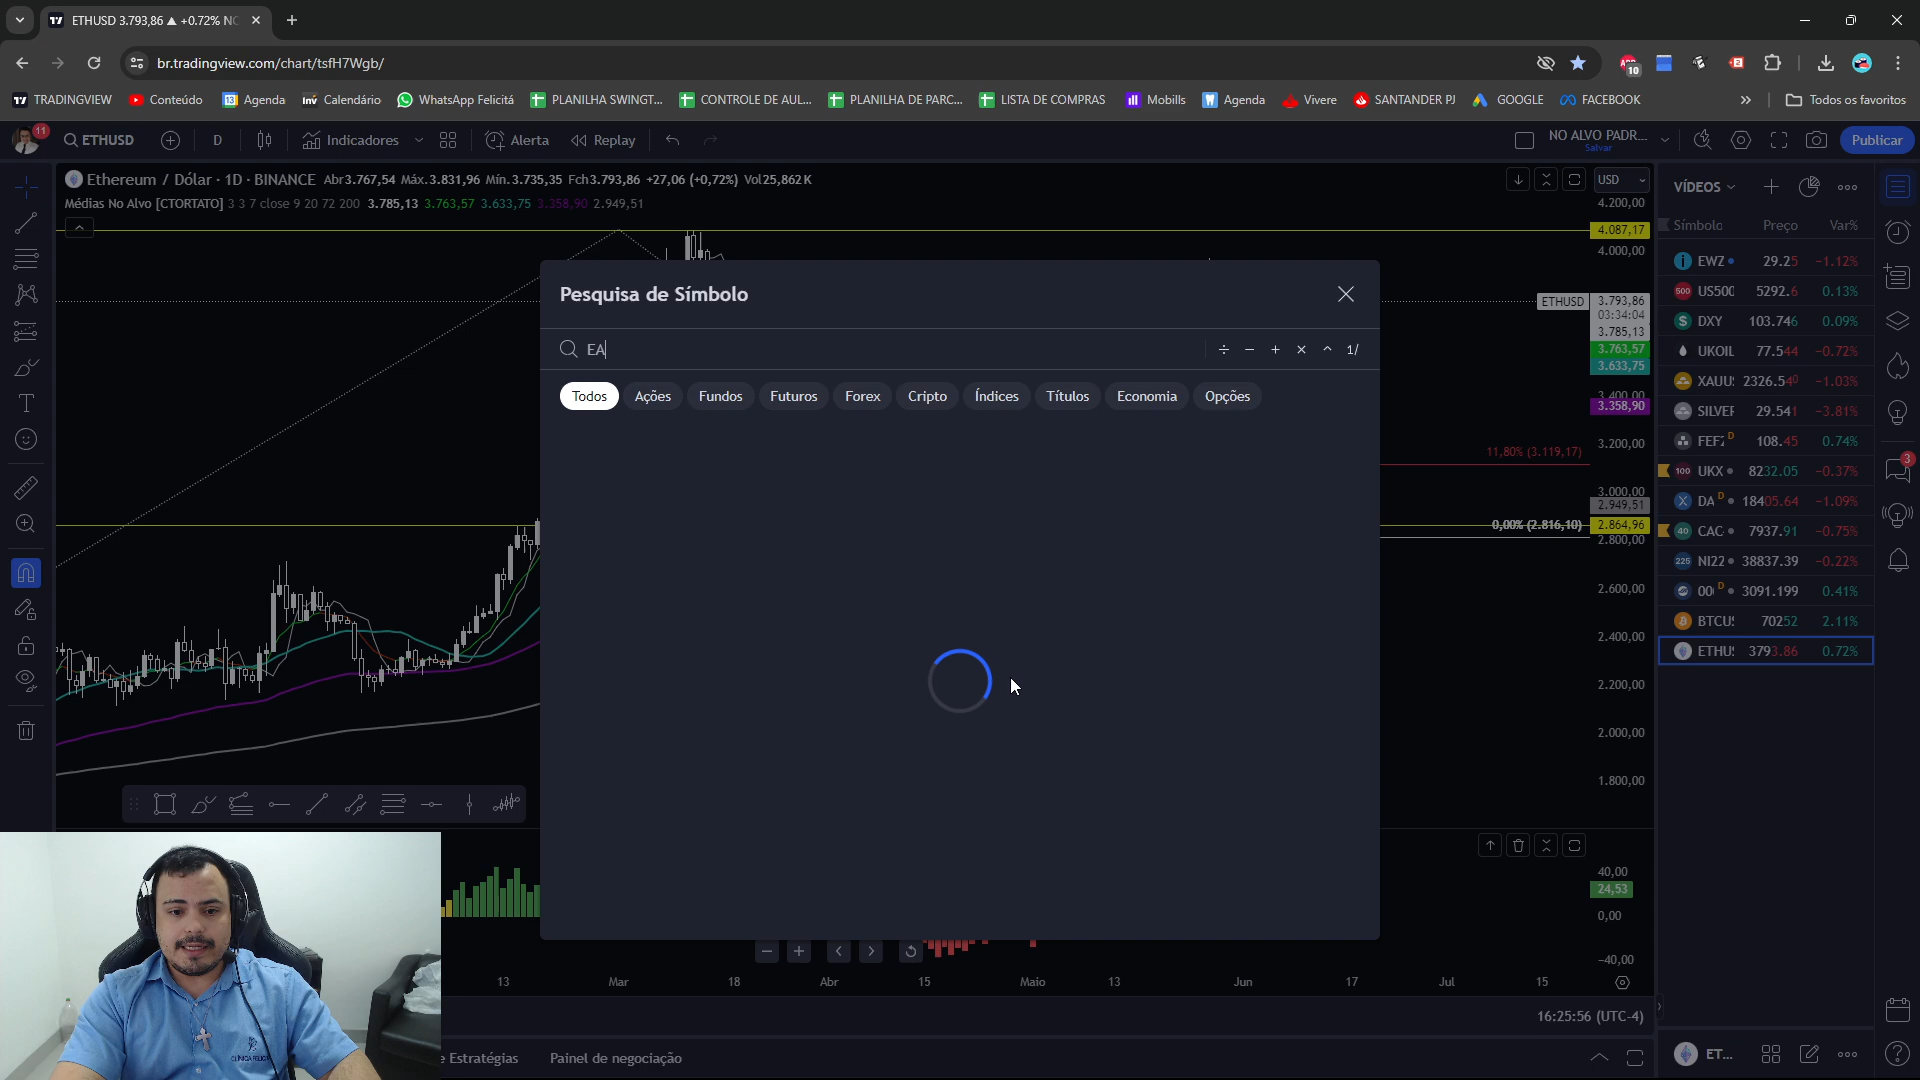 ETHUSD 3.793,86 ▲ +0.72% NO
br.tradingview.com/chart/tsfH7Wgb/
10
TRADINGVIEW
Conteúdo
Agenda
Calendário
WhatsApp Felicitá
PLANILHA SWINGT...
CONTROLE DE AUL...
PLANILHA DE PARC...
LISTA DE COMPRAS
Mobills
Agenda
Vivere
SANTANDER PJ
GOOGLE
FACEBOOK
Todos os favoritos
11
ETHUSD
D
Indicadores
Alerta
Replay
NO ALVO PADR...
Salvar
Publicar
Ethereum / Dólar · 1D · BINANCE Abr3.767,54 Máx.3.831,96 Mín.3.735,35 Fch3.793,86 +27,06 (+0,72%) Vol25,862K
Médias No Alvo [CTORTATO] 3 3 7 close 9 20 72 200 3.785,13 3.763,57 3.633,75 3.358,90 2.949,51
USD
4.200,00
4.087,17
4.000,00
ETHUSD 3.793,86
03:34:04
3.785,13
3.763,57
3.633,75
3.400,00
3.358,90
3.200,00
11,80% (3.119,17)
3.000,00
2.949,51
0,00% (2.816,10)
2.864,96
2.800,00
2.600,00
2.400,00
2.200,00
2.000,00
1.800,00
Pesquisa de Símbolo
EA
÷ − + × ^ 1/
Todos
Ações
Fundos
Futuros
Forex
Cripto
Índices
Títulos
Economia
Opções
VÍDEOS
Símbolo Preço Var%
EWZ 29.25 −1.12%
US500 5292.6 0.13%
DXY 103.746 0.09%
UKOIL 77.544 −0.72%
XAUUS 2326.540 −1.03%
SILVER 29.541 −3.81%
FEF D 108.45 0.74%
UKX 8232.05 −0.37%
DA D 18405.64 −1.09%
CAC 7937.91 −0.75%
NI22 38837.39 −0.22%
00 D 3091.199 0.41%
BTCUS 70252 2.11%
ETHUS 3793.86 0.72%
3
40,00
24,53
0,00
−40,00
13 Mar 18 Abr 15 Maio 13 Jun 17 Jul 15
16:25:56 (UTC-4)
e Estratégias
Painel de negociação
ET...